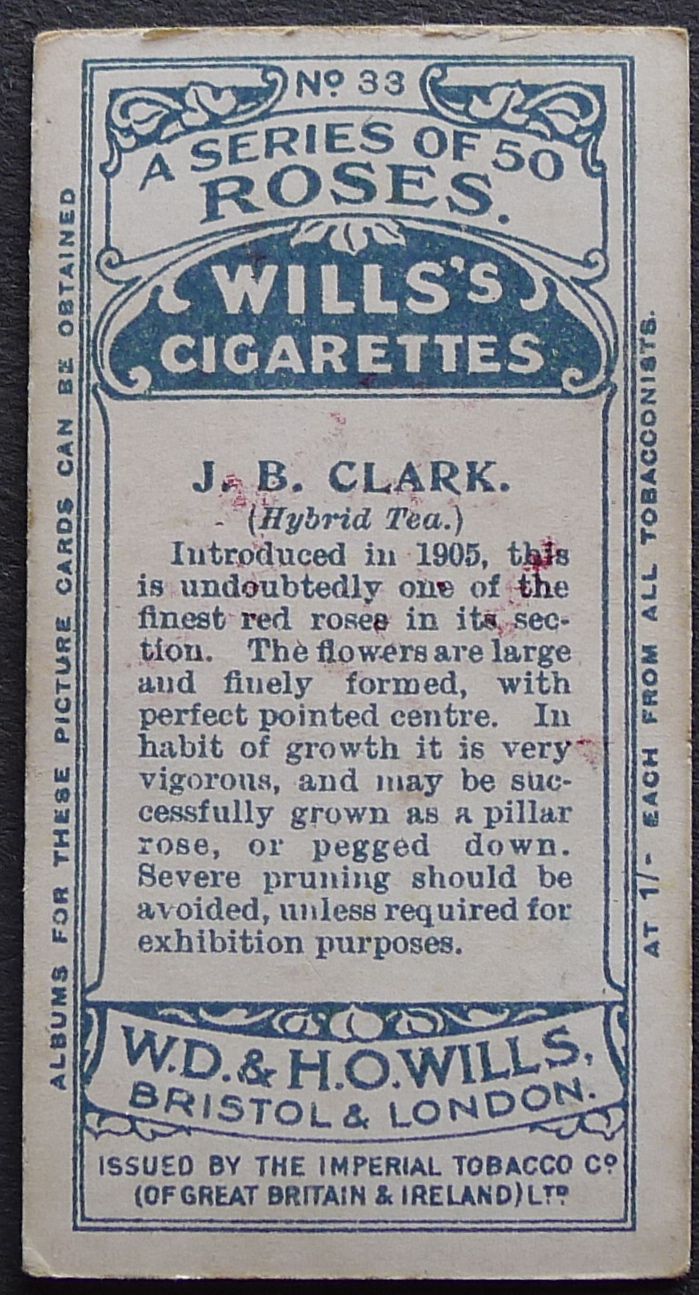 Nº 33
A SERIES OF 50
ROSES.
WILLS'S
CIGARETTES
J. B. CLARK.
(Hybrid Tea.)
Introduced in 1905, this
is undoubtedly one of the
finest red roses in its sec-
tion. The flowers are large
and finely formed, with
perfect pointed centre. In
habit of growth it is very
vigorous, and may be suc-
cessfully grown as a pillar
rose, or pegged down.
Severe pruning should be
avoided, unless required for
exhibition purposes.
W.D. & H.O. WILLS,
BRISTOL & LONDON.
ISSUED BY THE IMPERIAL TOBACCO Cº
(OF GREAT BRITAIN & IRELAND) LTD
ALBUMS FOR THESE PICTURE CARDS CAN BE OBTAINED
AT 1/- EACH FROM ALL TOBACCONISTS.